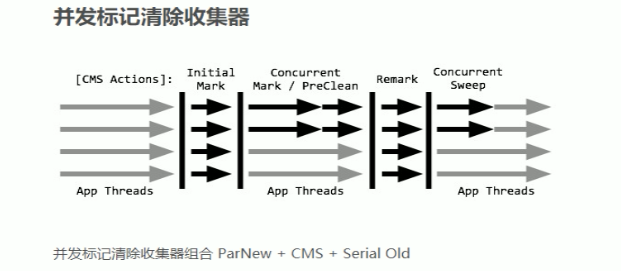 并发标记清除收集器
[CMS Actions]:
Initial
Mark
Concurrent
Mark / PreClean
Remark
Concurrent
Sweep
App Threads
App Threads
App Threads
并发标记清除收集器组合 ParNew + CMS + Serial Old